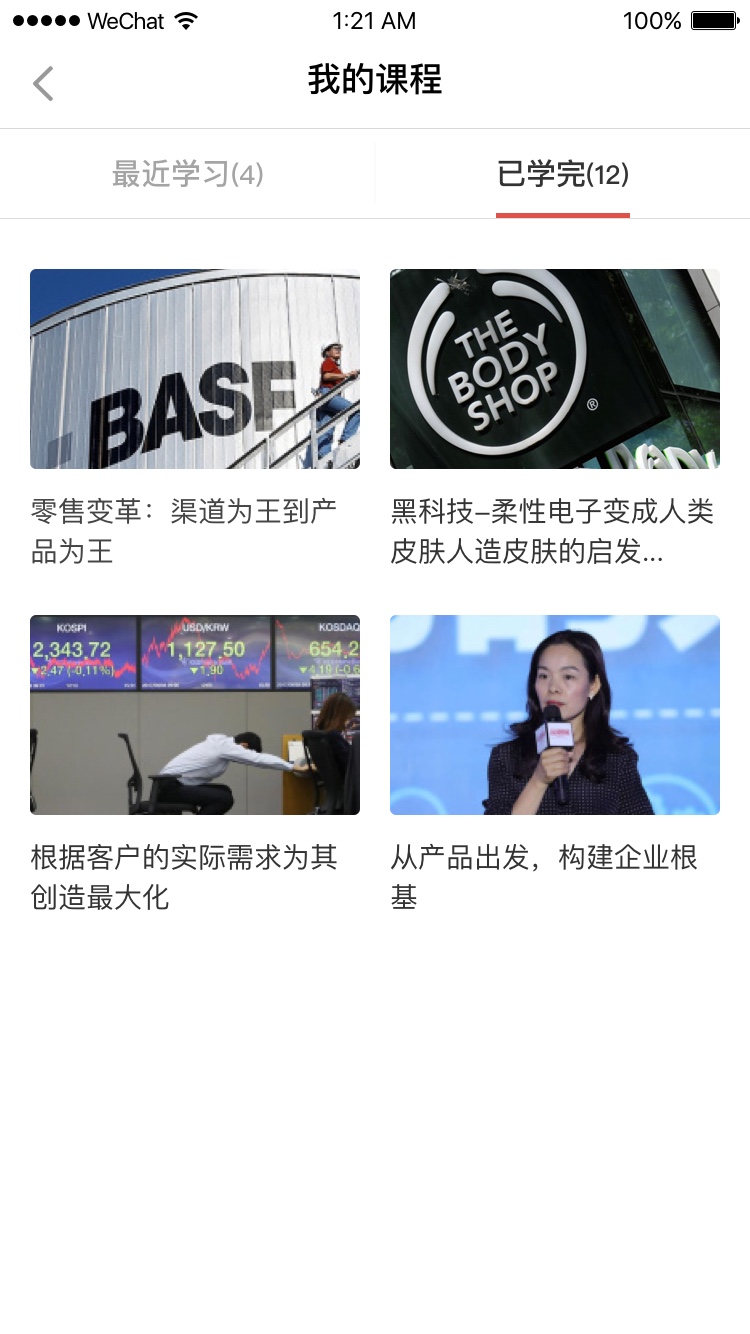 WeChat 1:21 AM 100%
我的课程
最近学习(4) 已学完(12)
BASF
THE
BODY
SHOP
®
零售变革：渠道为王到产
品为王
黑科技–柔性电子变成人类
皮肤人造皮肤的启发...
KOSPI USD/KRW KOSDAQ
2,343.72 1,127.50 654.2
▼2.47 (-0.11%) ▼1.90 ▼4.19 (-0.6
根据客户的实际需求为其
创造最大化
从产品出发，构建企业根
基